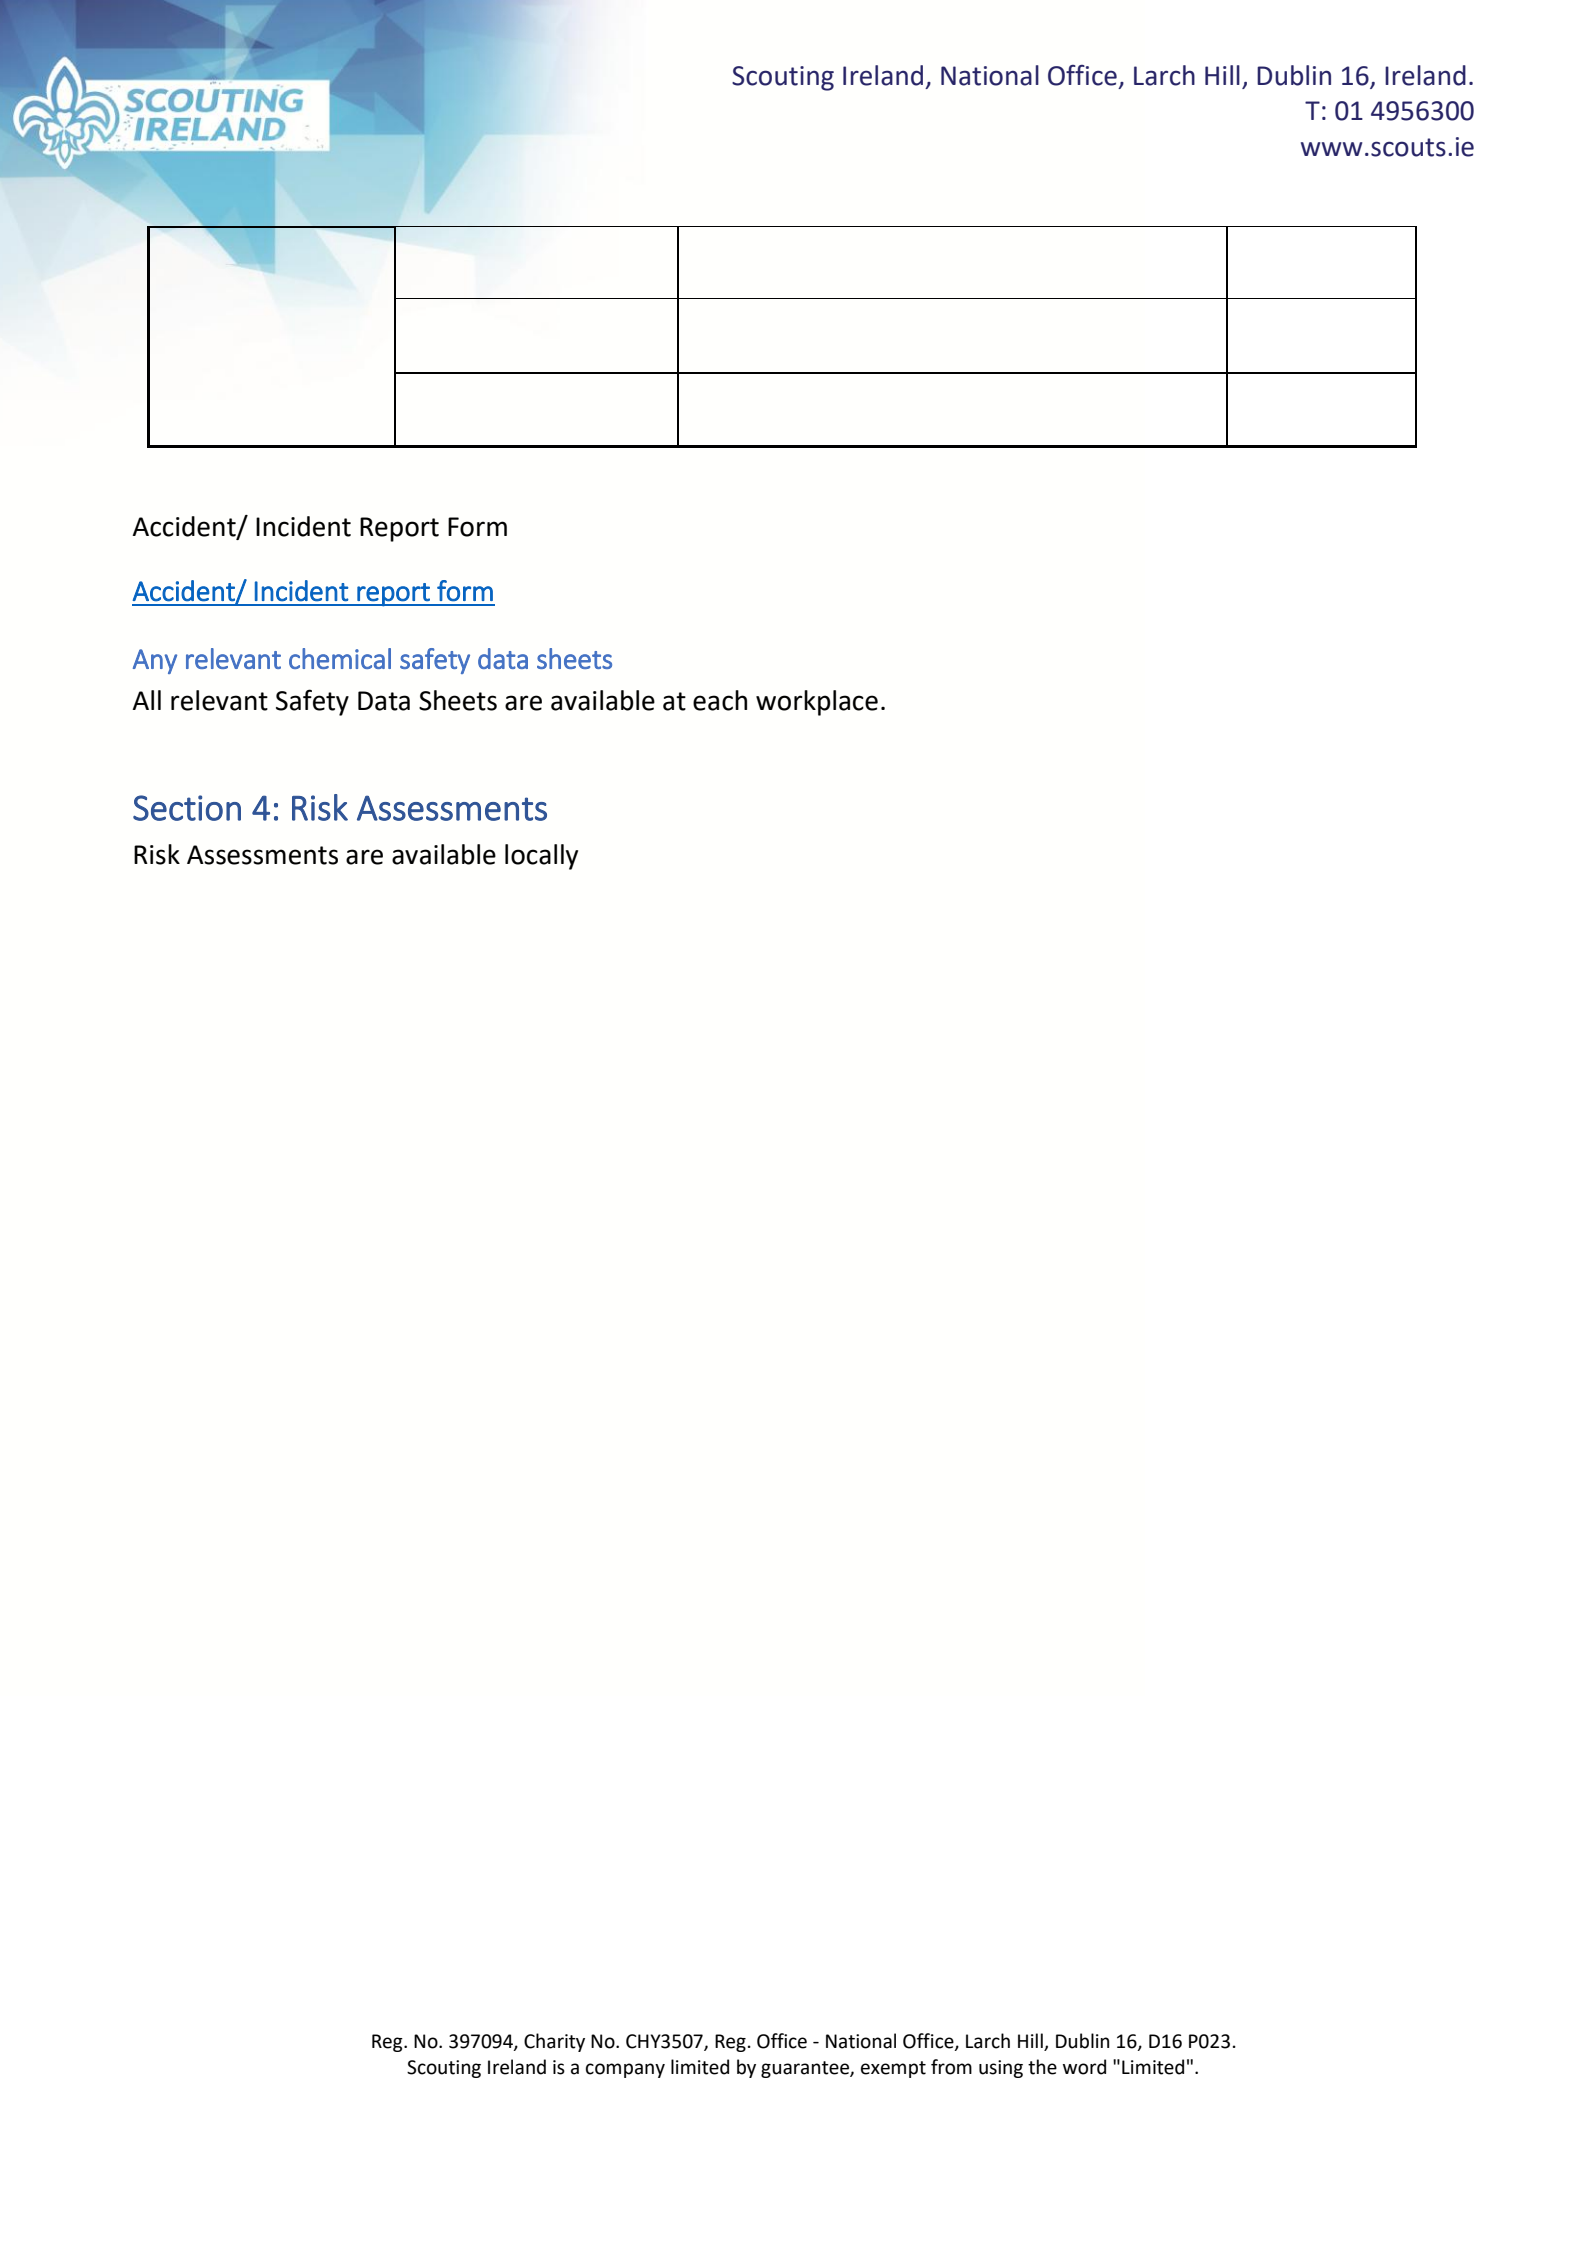 SCOUTING
IRELAND
Scouting Ireland, National Office, Larch Hill, Dublin 16, Ireland.
T: 01 4956300
www.scouts.ie
Accident/ Incident Report Form
Accident/ Incident report form
Any relevant chemical safety data sheets
All relevant Safety Data Sheets are available at each workplace.
Section 4: Risk Assessments
Risk Assessments are available locally
Reg. No. 397094, Charity No. CHY3507, Reg. Office - National Office, Larch Hill, Dublin 16, D16 P023.
Scouting Ireland is a company limited by guarantee, exempt from using the word "Limited".